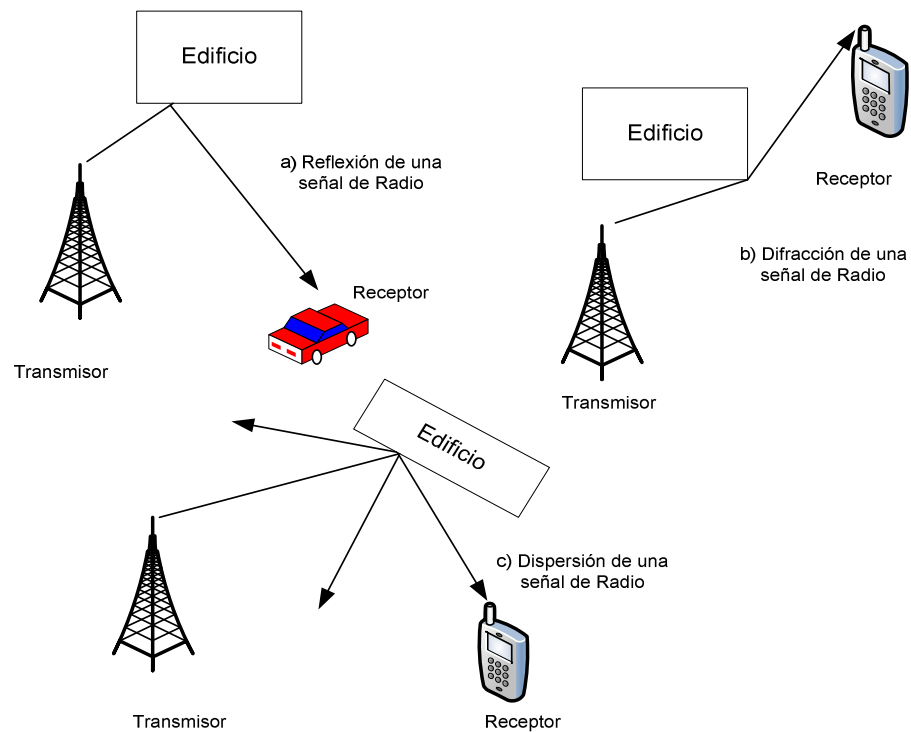 Edificio
a) Reflexión de una
señal de Radio
Receptor
Transmisor
Edificio
Receptor
b) Difracción de una
señal de Radio
Transmisor
Edificio
c) Dispersión de una
señal de Radio
Transmisor
Receptor